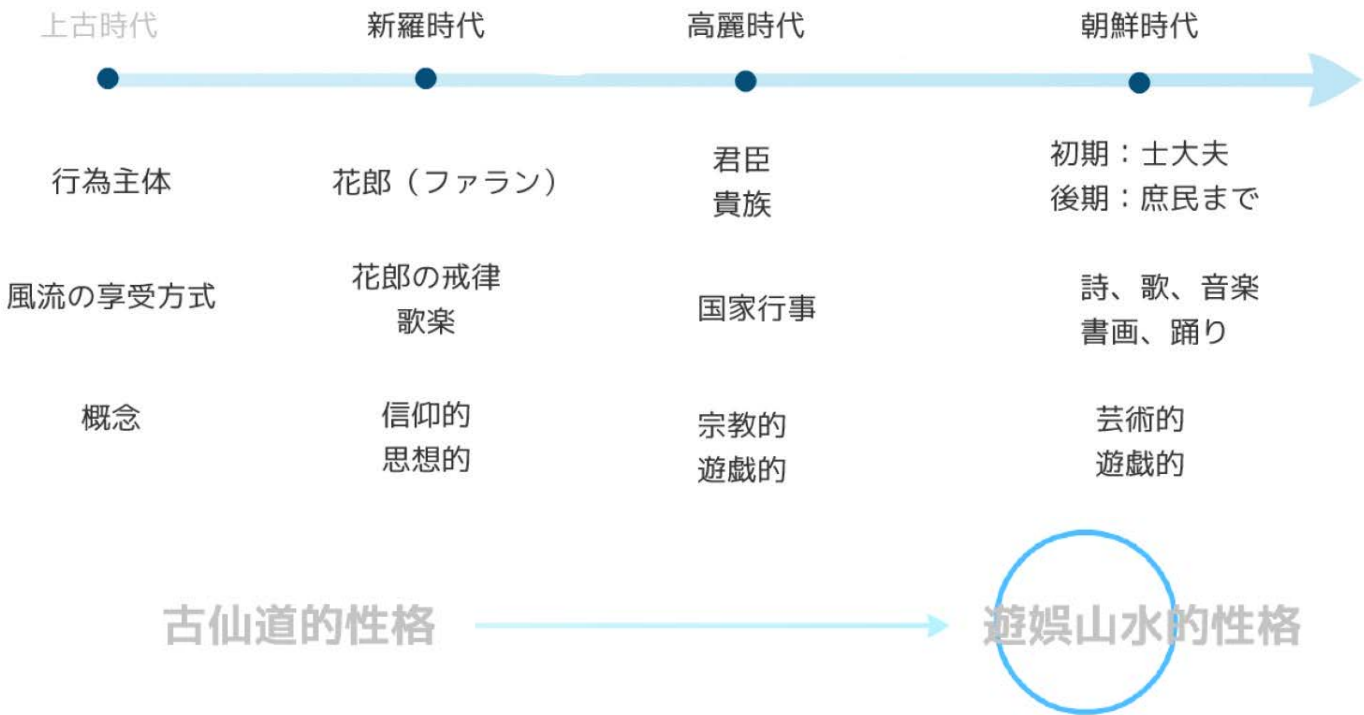 上古時代
新羅時代
高麗時代
朝鮮時代
行為主体
花郎（ファラン）
君臣
貴族
初期：士大夫
後期：庶民まで
風流の享受方式
花郎の戒律
歌楽
国家行事
詩、歌、音楽
書画、踊り
概念
信仰的
思想的
宗教的
遊戯的
芸術的
遊戯的
古仙道的性格
遊娯山水的性格